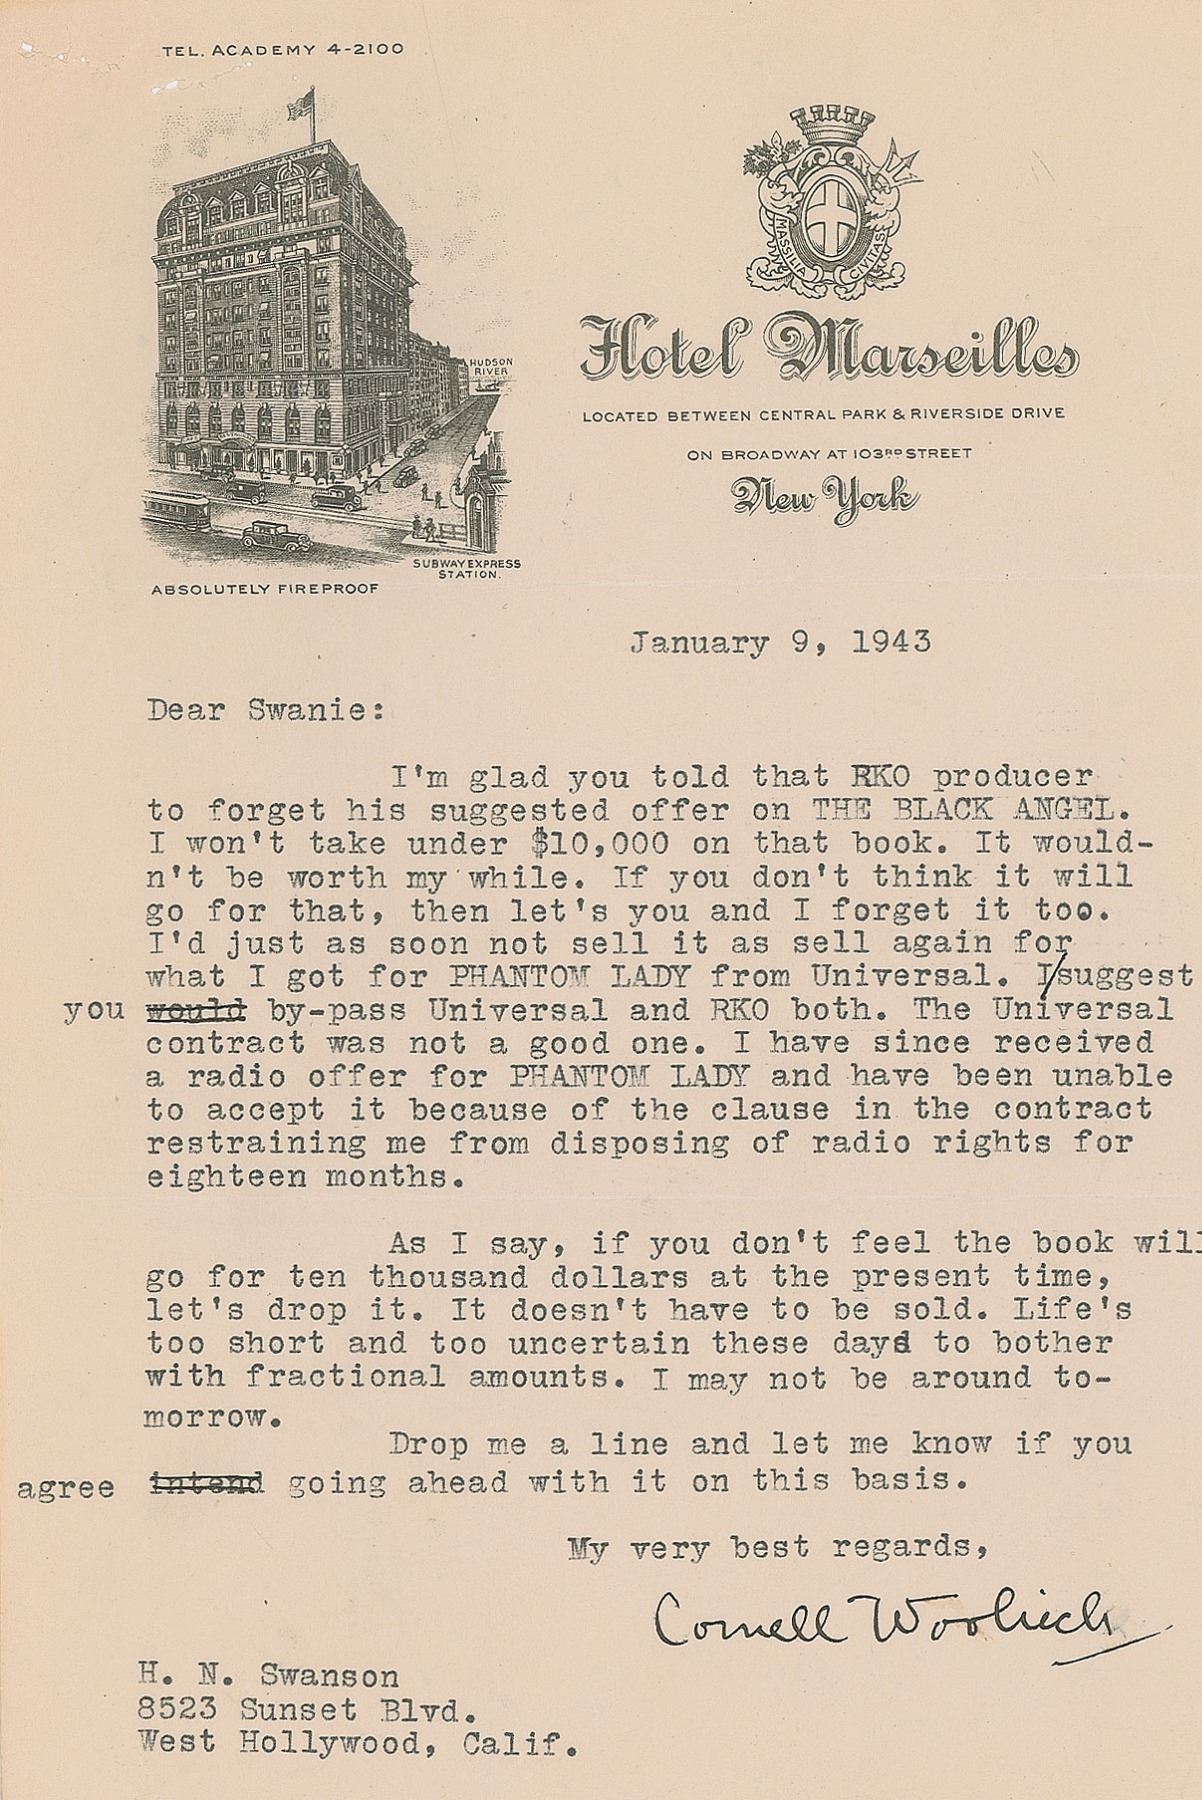 TEL. ACADEMY 4-2100
MASSILIA CIVITAS
HUDSON
RIVER
Hotel Marseilles
LOCATED BETWEEN CENTRAL PARK & RIVERSIDE DRIVE
ON BROADWAY AT 103RD STREET
New York
SUBWAY EXPRESS
STATION.
ABSOLUTELY FIREPROOF
January 9, 1943
Dear Swanie:
I'm glad you told that RKO producer
to forget his suggested offer on THE BLACK ANGEL.
I won't take under $10,000 on that book. It would-
n't be worth my while. If you don't think it will
go for that, then let's you and I forget it too.
I'd just as soon not sell it as sell again for
what I got for PHANTOM LADY from Universal. I/suggest
you would by-pass Universal and RKO both. The Universal
contract was not a good one. I have since received
a radio offer for PHANTOM LADY and have been unable
to accept it because of the clause in the contract
restraining me from disposing of radio rights for
eighteen months.
As I say, if you don't feel the book will
go for ten thousand dollars at the present time,
let's drop it. It doesn't have to be sold. Life's
too short and too uncertain these days to bother
with fractional amounts. I may not be around to-
morrow.
Drop me a line and let me know if you
agree intend going ahead with it on this basis.
My very best regards,
Cornell Woolrich
H. N. Swanson
8523 Sunset Blvd.
West Hollywood, Calif.